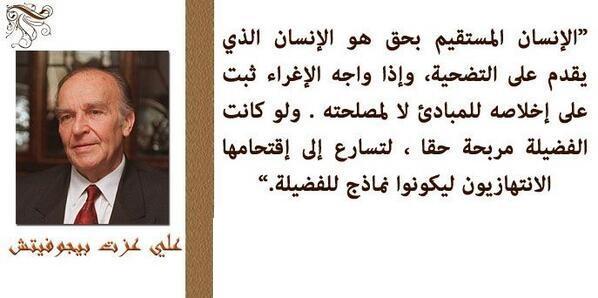 ”الإنسان المستقيم بحق هو الإنسان الذي
يقدم على التضحية، وإذا واجه الإغراء ثبت
على إخلاصه للمبادئ لا لمصلحته . ولو كانت
الفضيلة مربحة حقا ، لتسارع إلى إقتحامها
الانتهازيون ليكونوا نماذج للفضيلة.“
علي عزت بيجوفيتش